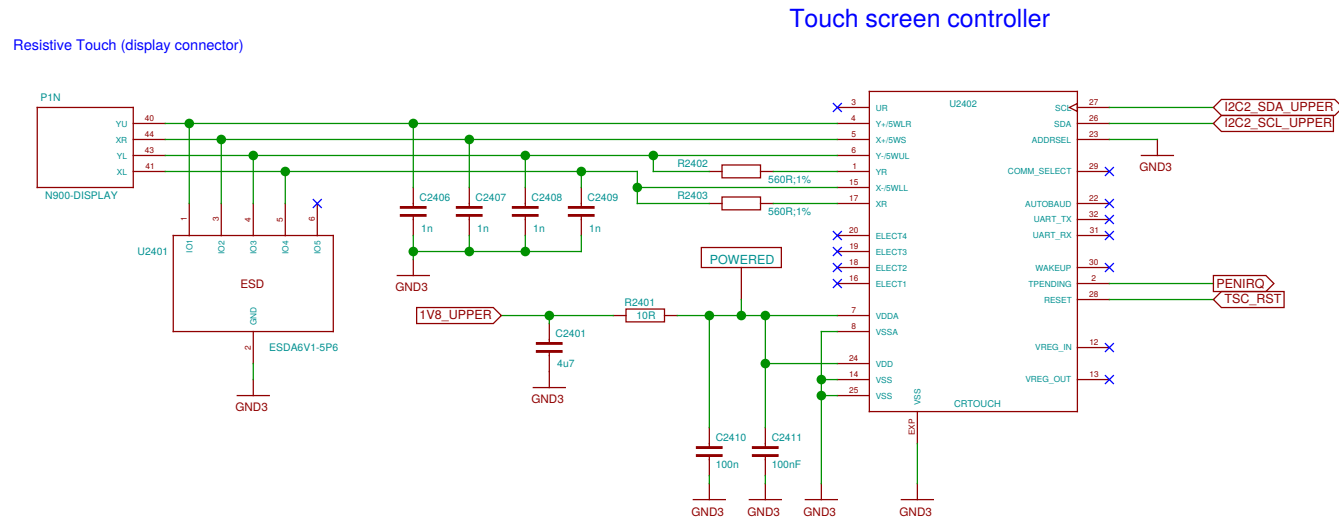 Touch screen controller
Resistive Touch (display connector)
P1N
YU 40
XR 44
YL 43
XL 41
N900-DISPLAY
U2401
1 IO1
3 IO2
4 IO3
5 IO4
6 IO5
ESD
GND
2
ESDA6V1-5P6
GND3
C2406 1n
C2407 1n
C2408 1n
C2409 1n
GND3
R2402
560R;1%
R2403
560R;1%
POWERED
1V8_UPPER
R2401
10R
C2401
4u7
GND3
C2410
100n
GND3
C2411
100nF
GND3
GND3
U2402
3 UR
4 Y+/5WLR
5 X+/5WS
6 Y-/5WUL
1 YR
15 X-/5WLL
17 XR
20 ELECT4
19 ELECT3
18 ELECT2
16 ELECT1
7 VDDA
8 VSSA
24 VDD
14 VSS
25 VSS
VSS
EXP
GND3
CRTOUCH
SCL 27 I2C2_SDA_UPPER
SDA 26 I2C2_SCL_UPPER
ADDRSEL 23
GND3
COMM_SELECT 29
AUTOBAUD 22
UART_TX 32
UART_RX 31
WAKEUP 30
TPENDING 2 PENIRQ
RESET 28 TSC_RST
VREG_IN 12
VREG_OUT 13